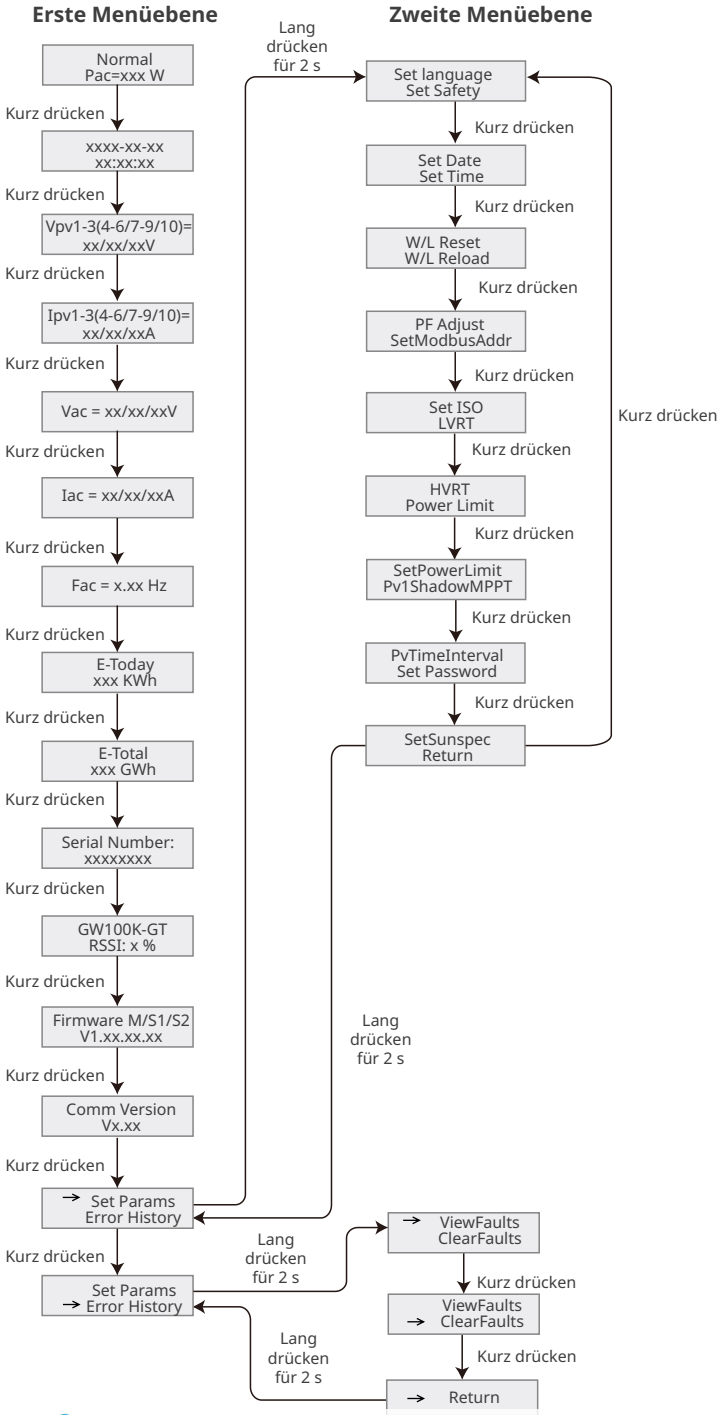 Erste Menüebene
Normal
Pac=xxx W
Kurz drücken
xxxx-xx-xx
xx:xx:xx
Kurz drücken
Vpv1-3(4-6/7-9/10)=
xx/xx/xxV
Kurz drücken
Ipv1-3(4-6/7-9/10)=
xx/xx/xxA
Kurz drücken
Vac = xx/xx/xxV
Kurz drücken
Iac = xx/xx/xxA
Kurz drücken
Fac = x.xx Hz
Kurz drücken
E-Today
xxx KWh
Kurz drücken
E-Total
xxx GWh
Kurz drücken
Serial Number:
xxxxxxxx
Kurz drücken
GW100K-GT
RSSI: x %
Kurz drücken
Firmware M/S1/S2
V1.xx.xx.xx
Kurz drücken
Comm Version
Vx.xx
Kurz drücken
→ Set Params
Error History
Kurz drücken
Set Params
→ Error History
Lang
drücken
für 2 s
Zweite Menüebene
Set language
Set Safety
Kurz drücken
Set Date
Set Time
Kurz drücken
W/L Reset
W/L Reload
Kurz drücken
PF Adjust
SetModbusAddr
Kurz drücken
Set ISO
LVRT
Kurz drücken
HVRT
Power Limit
Kurz drücken
SetPowerLimit
Pv1ShadowMPPT
Kurz drücken
PvTimeInterval
Set Password
Kurz drücken
SetSunspec
Return
Kurz drücken
Lang
drücken
für 2 s
Lang
drücken
für 2 s
→ ViewFaults
ClearFaults
Kurz drücken
ViewFaults
→ ClearFaults
Kurz drücken
→ Return
Lang
drücken
für 2 s